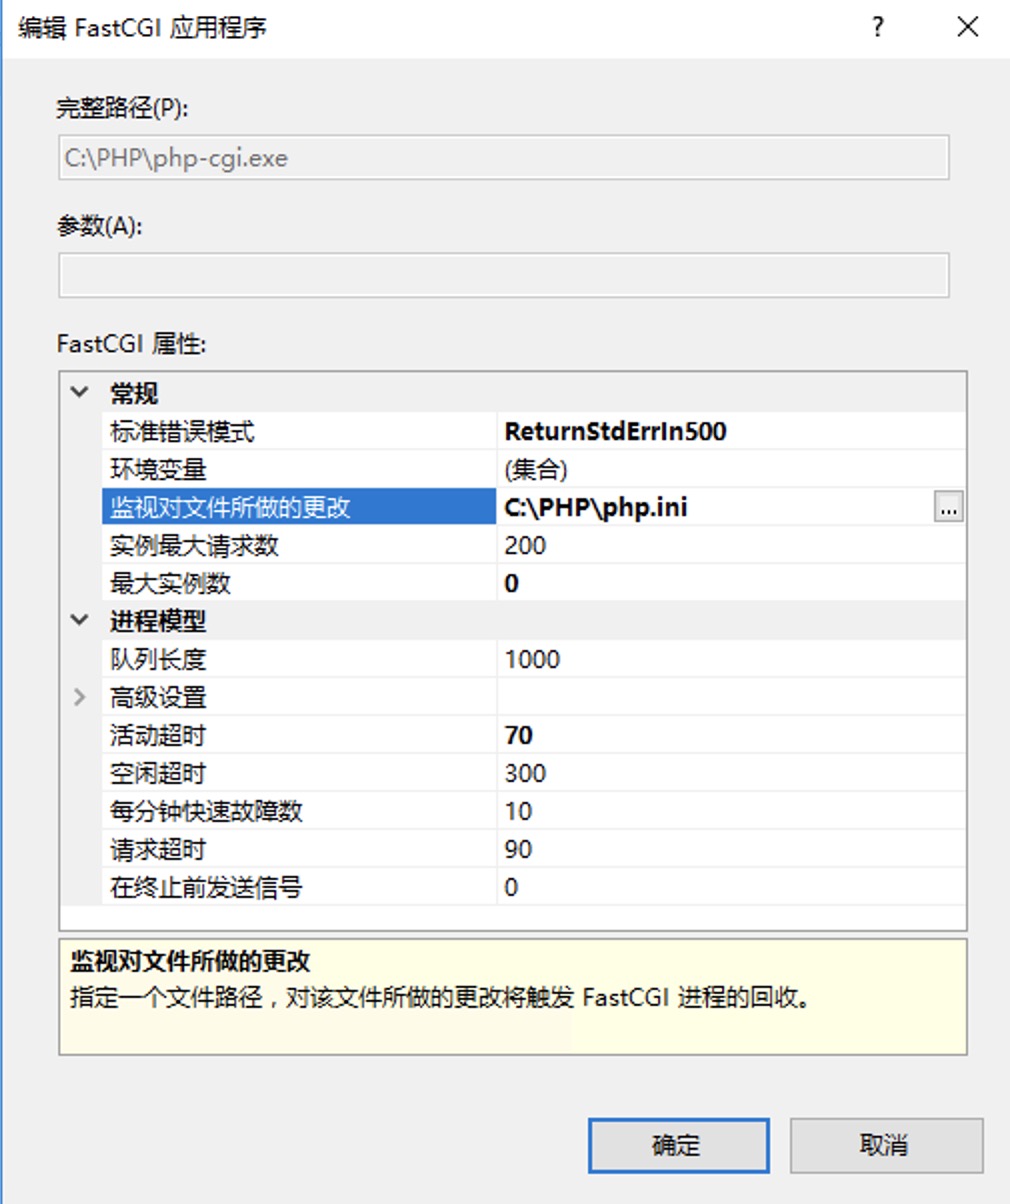 编辑 FastCGI 应用程序
?
完整路径(P):
C:\PHP\php-cgi.exe
参数(A):
FastCGI 属性:
常规
标准错误模式 ReturnStdErrIn500
环境变量 (集合)
监视对文件所做的更改 C:\PHP\php.ini ...
实例最大请求数 200
最大实例数 0
进程模型
队列长度 1000
高级设置
活动超时 70
空闲超时 300
每分钟快速故障数 10
请求超时 90
在终止前发送信号 0
监视对文件所做的更改
指定一个文件路径，对该文件所做的更改将触发 FastCGI 进程的回收。
确定 取消